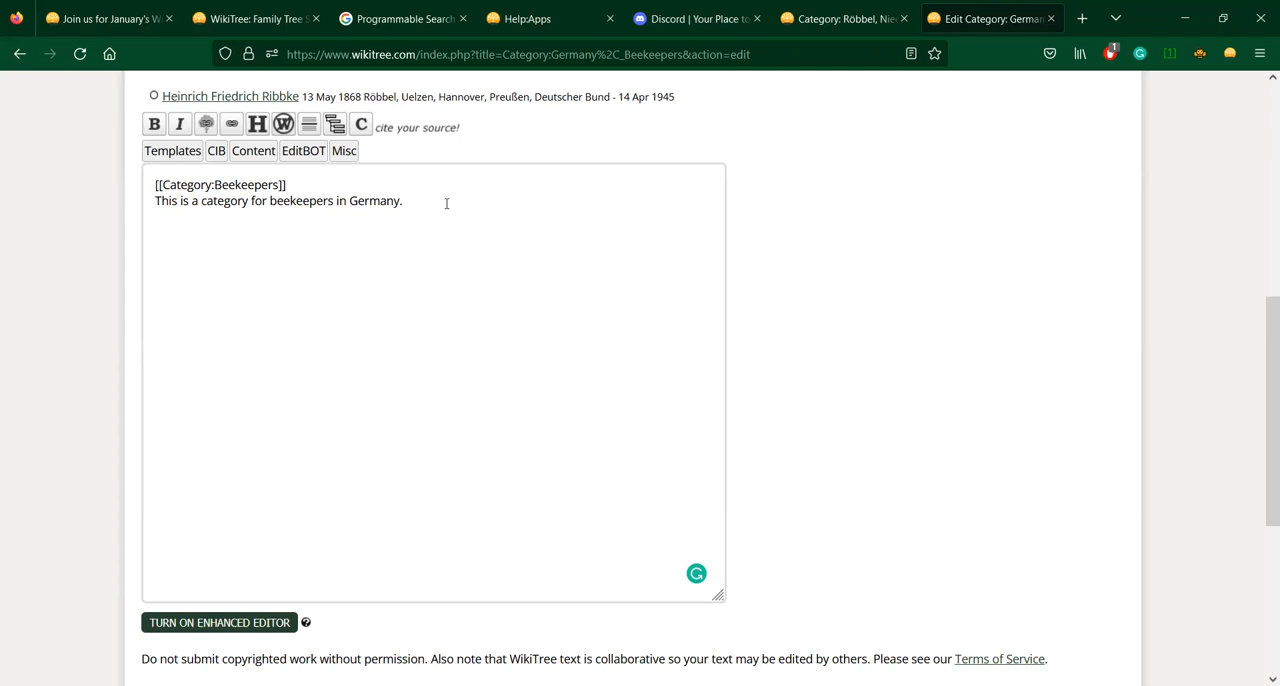 Join us for January's W
WikiTree: Family Tree S
Programmable Search
Help:Apps
Discord | Your Place to
Category: Röbbel, Nie
Edit Category: German
https://www.wikitree.com/index.php?title=Category:Germany%2C_Beekeepers&action=edit
1
[1]
Heinrich Friedrich Ribbke 13 May 1868 Röbbel, Uelzen, Hannover, Preußen, Deutscher Bund - 14 Apr 1945
B I H W C cite your source!
Templates CIB Content EditBOT Misc
[[Category:Beekeepers]]
This is a category for beekeepers in Germany.
TURN ON ENHANCED EDITOR ?
Do not submit copyrighted work without permission. Also note that WikiTree text is collaborative so your text may be edited by others. Please see our Terms of Service.